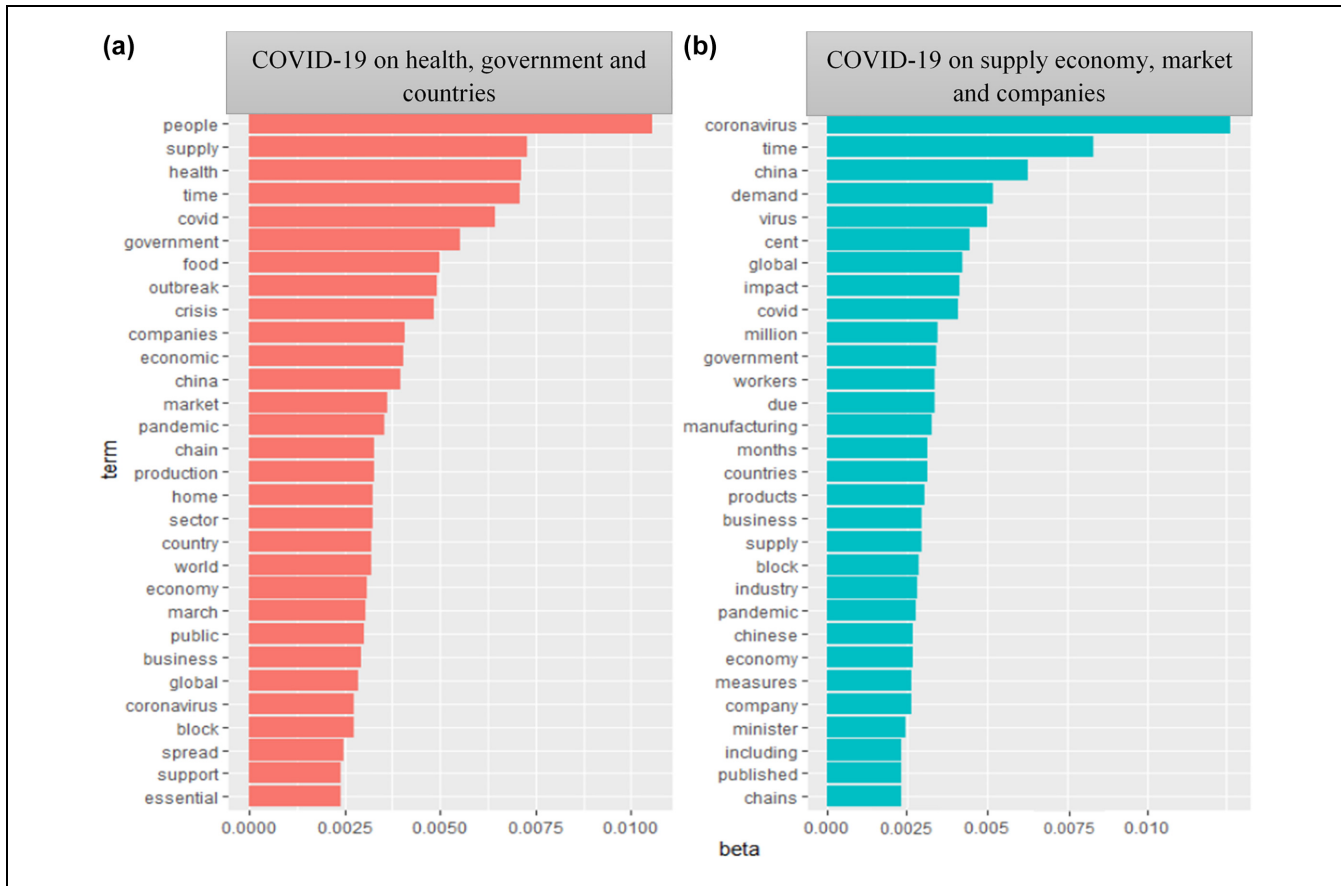 (a)
COVID-19 on health, government and
countries
people
supply
health
time
covid
government
food
outbreak
crisis
companies
economic
china
market
pandemic
chain
production
home
sector
country
world
economy
march
public
business
global
coronavirus
block
spread
support
essential
term
0.0000 0.0025 0.0050 0.0075 0.0100
(b)
COVID-19 on supply economy, market
and companies
coronavirus
time
china
demand
virus
cent
global
impact
covid
million
government
workers
due
manufacturing
months
countries
products
business
supply
block
industry
pandemic
chinese
economy
measures
company
minister
including
published
chains
0.000 0.0025 0.005 0.0075 0.010
beta